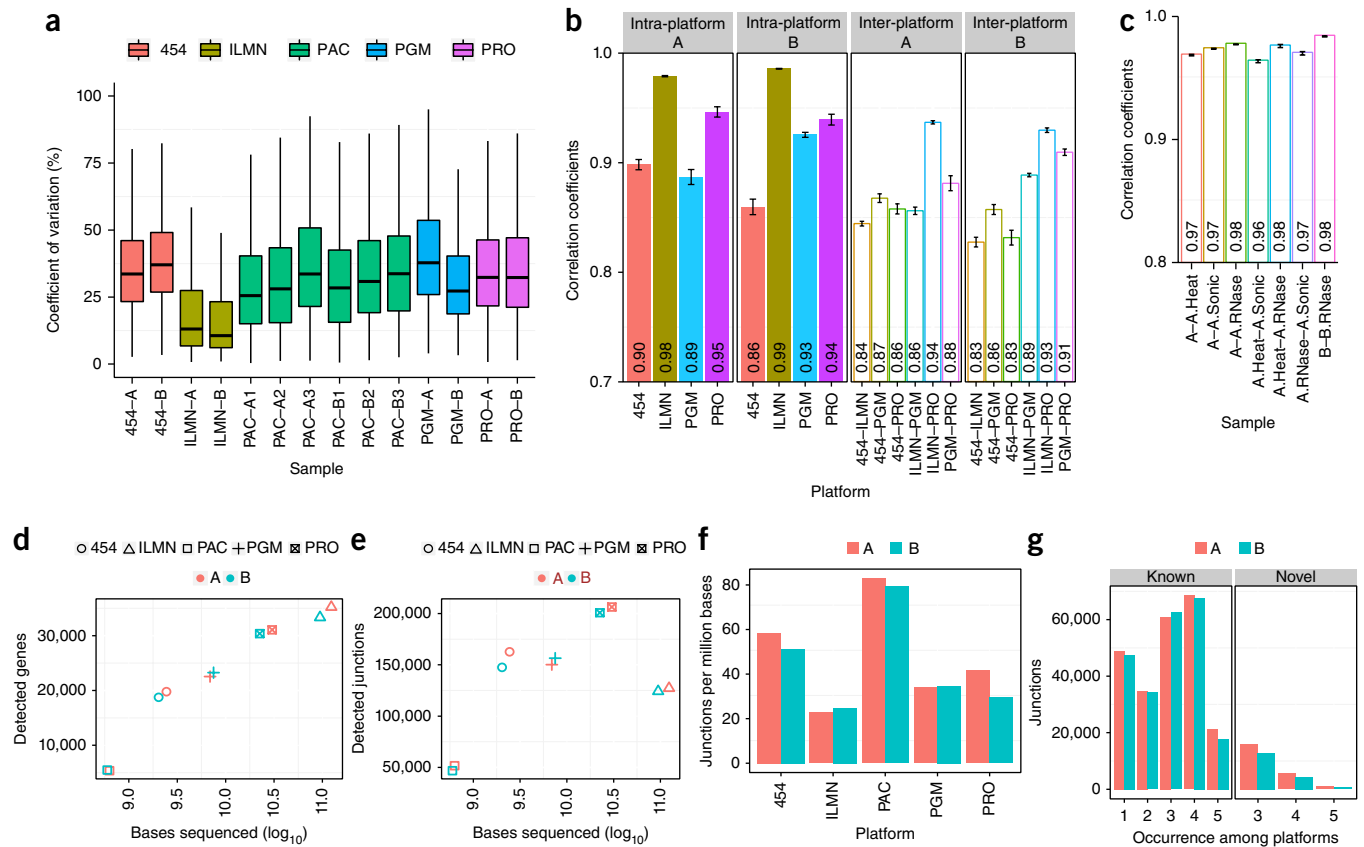 a
454 ILMN PAC PGM PRO
Coefficient of variation (%)
100
75
50
25
0
454–A
454–B
ILMN–A
ILMN–B
PAC–A1
PAC–A2
PAC–A3
PAC–B1
PAC–B2
PAC–B3
PGM–A
PGM–B
PRO–A
PRO–B
Sample
b
Intra-platform A
Intra-platform B
Inter-platform A
Inter-platform B
Correlation coefficients
1.0
0.9
0.8
0.7
0.90 0.98 0.89 0.95
0.86 0.99 0.93 0.94
0.84 0.87 0.86 0.86 0.94 0.88
0.83 0.86 0.83 0.89 0.93 0.91
454
ILMN
PGM
PRO
454
ILMN
PGM
PRO
454–ILMN
454–PGM
454–PRO
ILMN–PGM
ILMN–PRO
PGM–PRO
454–ILMN
454–PGM
454–PRO
ILMN–PGM
ILMN–PRO
PGM–PRO
Platform
c
Correlation coefficients
1.0
0.9
0.8
0.97 0.97 0.98 0.96 0.98 0.97 0.98
A–A.Heat
A–A.Sonic
A–A.RNase
A.Heat–A.Sonic
A.Heat–A.RNase
A.RNase–A.Sonic
B–B.RNase
Sample
d
454 ILMN PAC PGM PRO
A B
Detected genes
30,000
20,000
10,000
9.0 9.5 10.0 10.5 11.0
Bases sequenced (log10)
e
454 ILMN PAC PGM PRO
A B
Detected junctions
200,000
150,000
100,000
50,000
9.0 9.5 10.0 10.5 11.0
Bases sequenced (log10)
f
A B
Junctions per million bases
80
60
40
20
0
454
ILMN
PAC
PGM
PRO
Platform
g
A B
Known Novel
Junctions
60,000
40,000
20,000
0
1 2 3 4 5 3 4 5
Occurrence among platforms